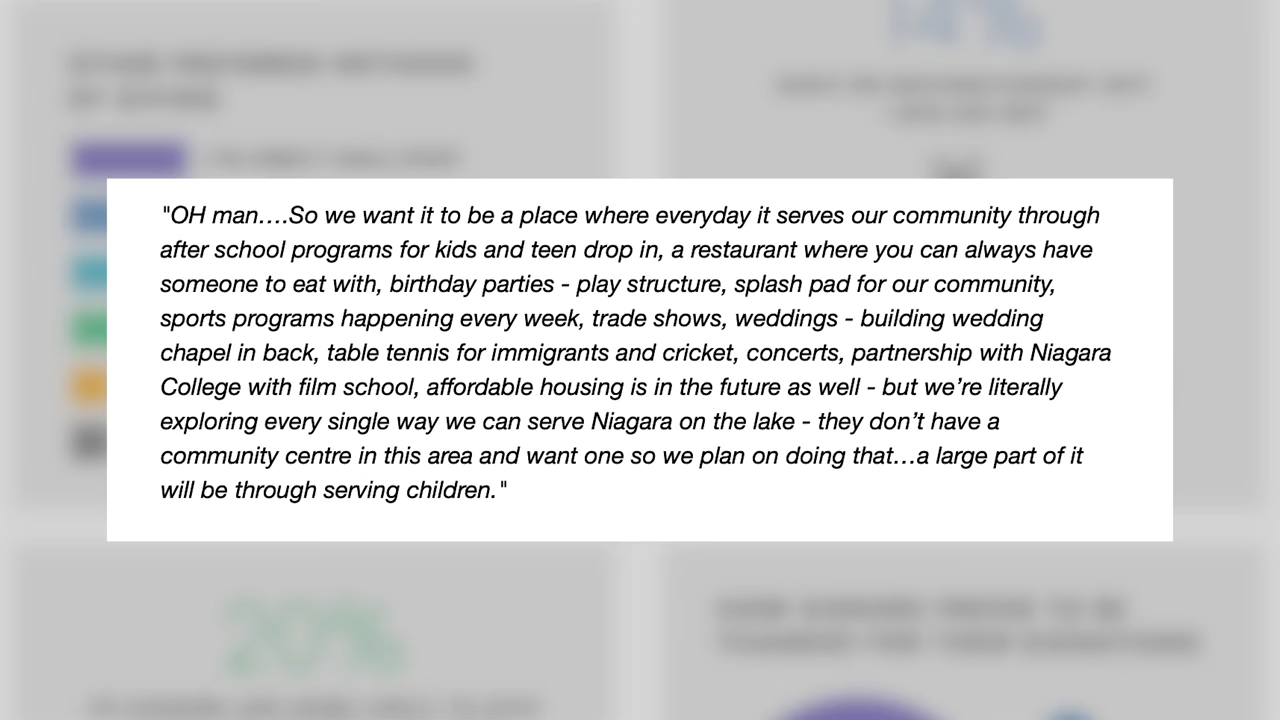 14%
"OH man....So we want it to be a place where everyday it serves our community through
after school programs for kids and teen drop in, a restaurant where you can always have
someone to eat with, birthday parties - play structure, splash pad for our community,
sports programs happening every week, trade shows, weddings - building wedding
chapel in back, table tennis for immigrants and cricket, concerts, partnership with Niagara
College with film school, affordable housing is in the future as well - but we’re literally
exploring every single way we can serve Niagara on the lake - they don’t have a
community centre in this area and want one so we plan on doing that...a large part of it
will be through serving children."
20%